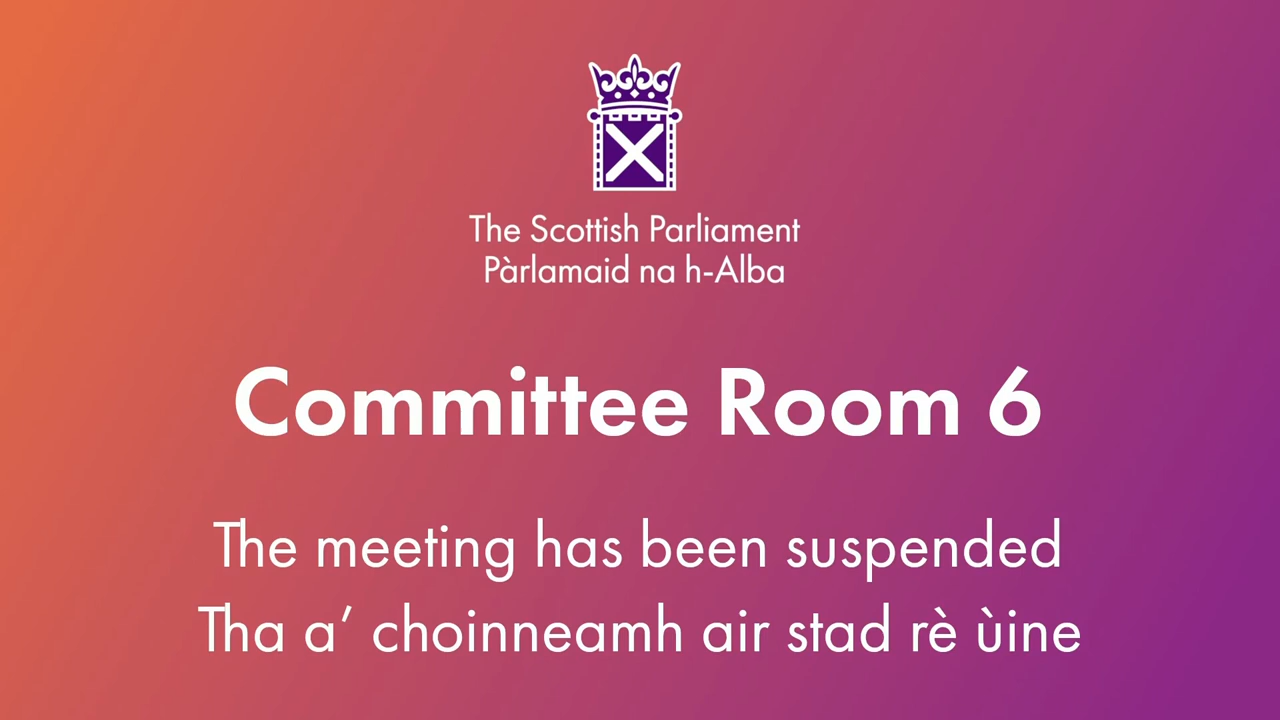 The Scottish Parliament
Pàrlamaid na h-Alba
Committee Room 6
The meeting has been suspended
Tha a’ choinneamh air stad rè ùine